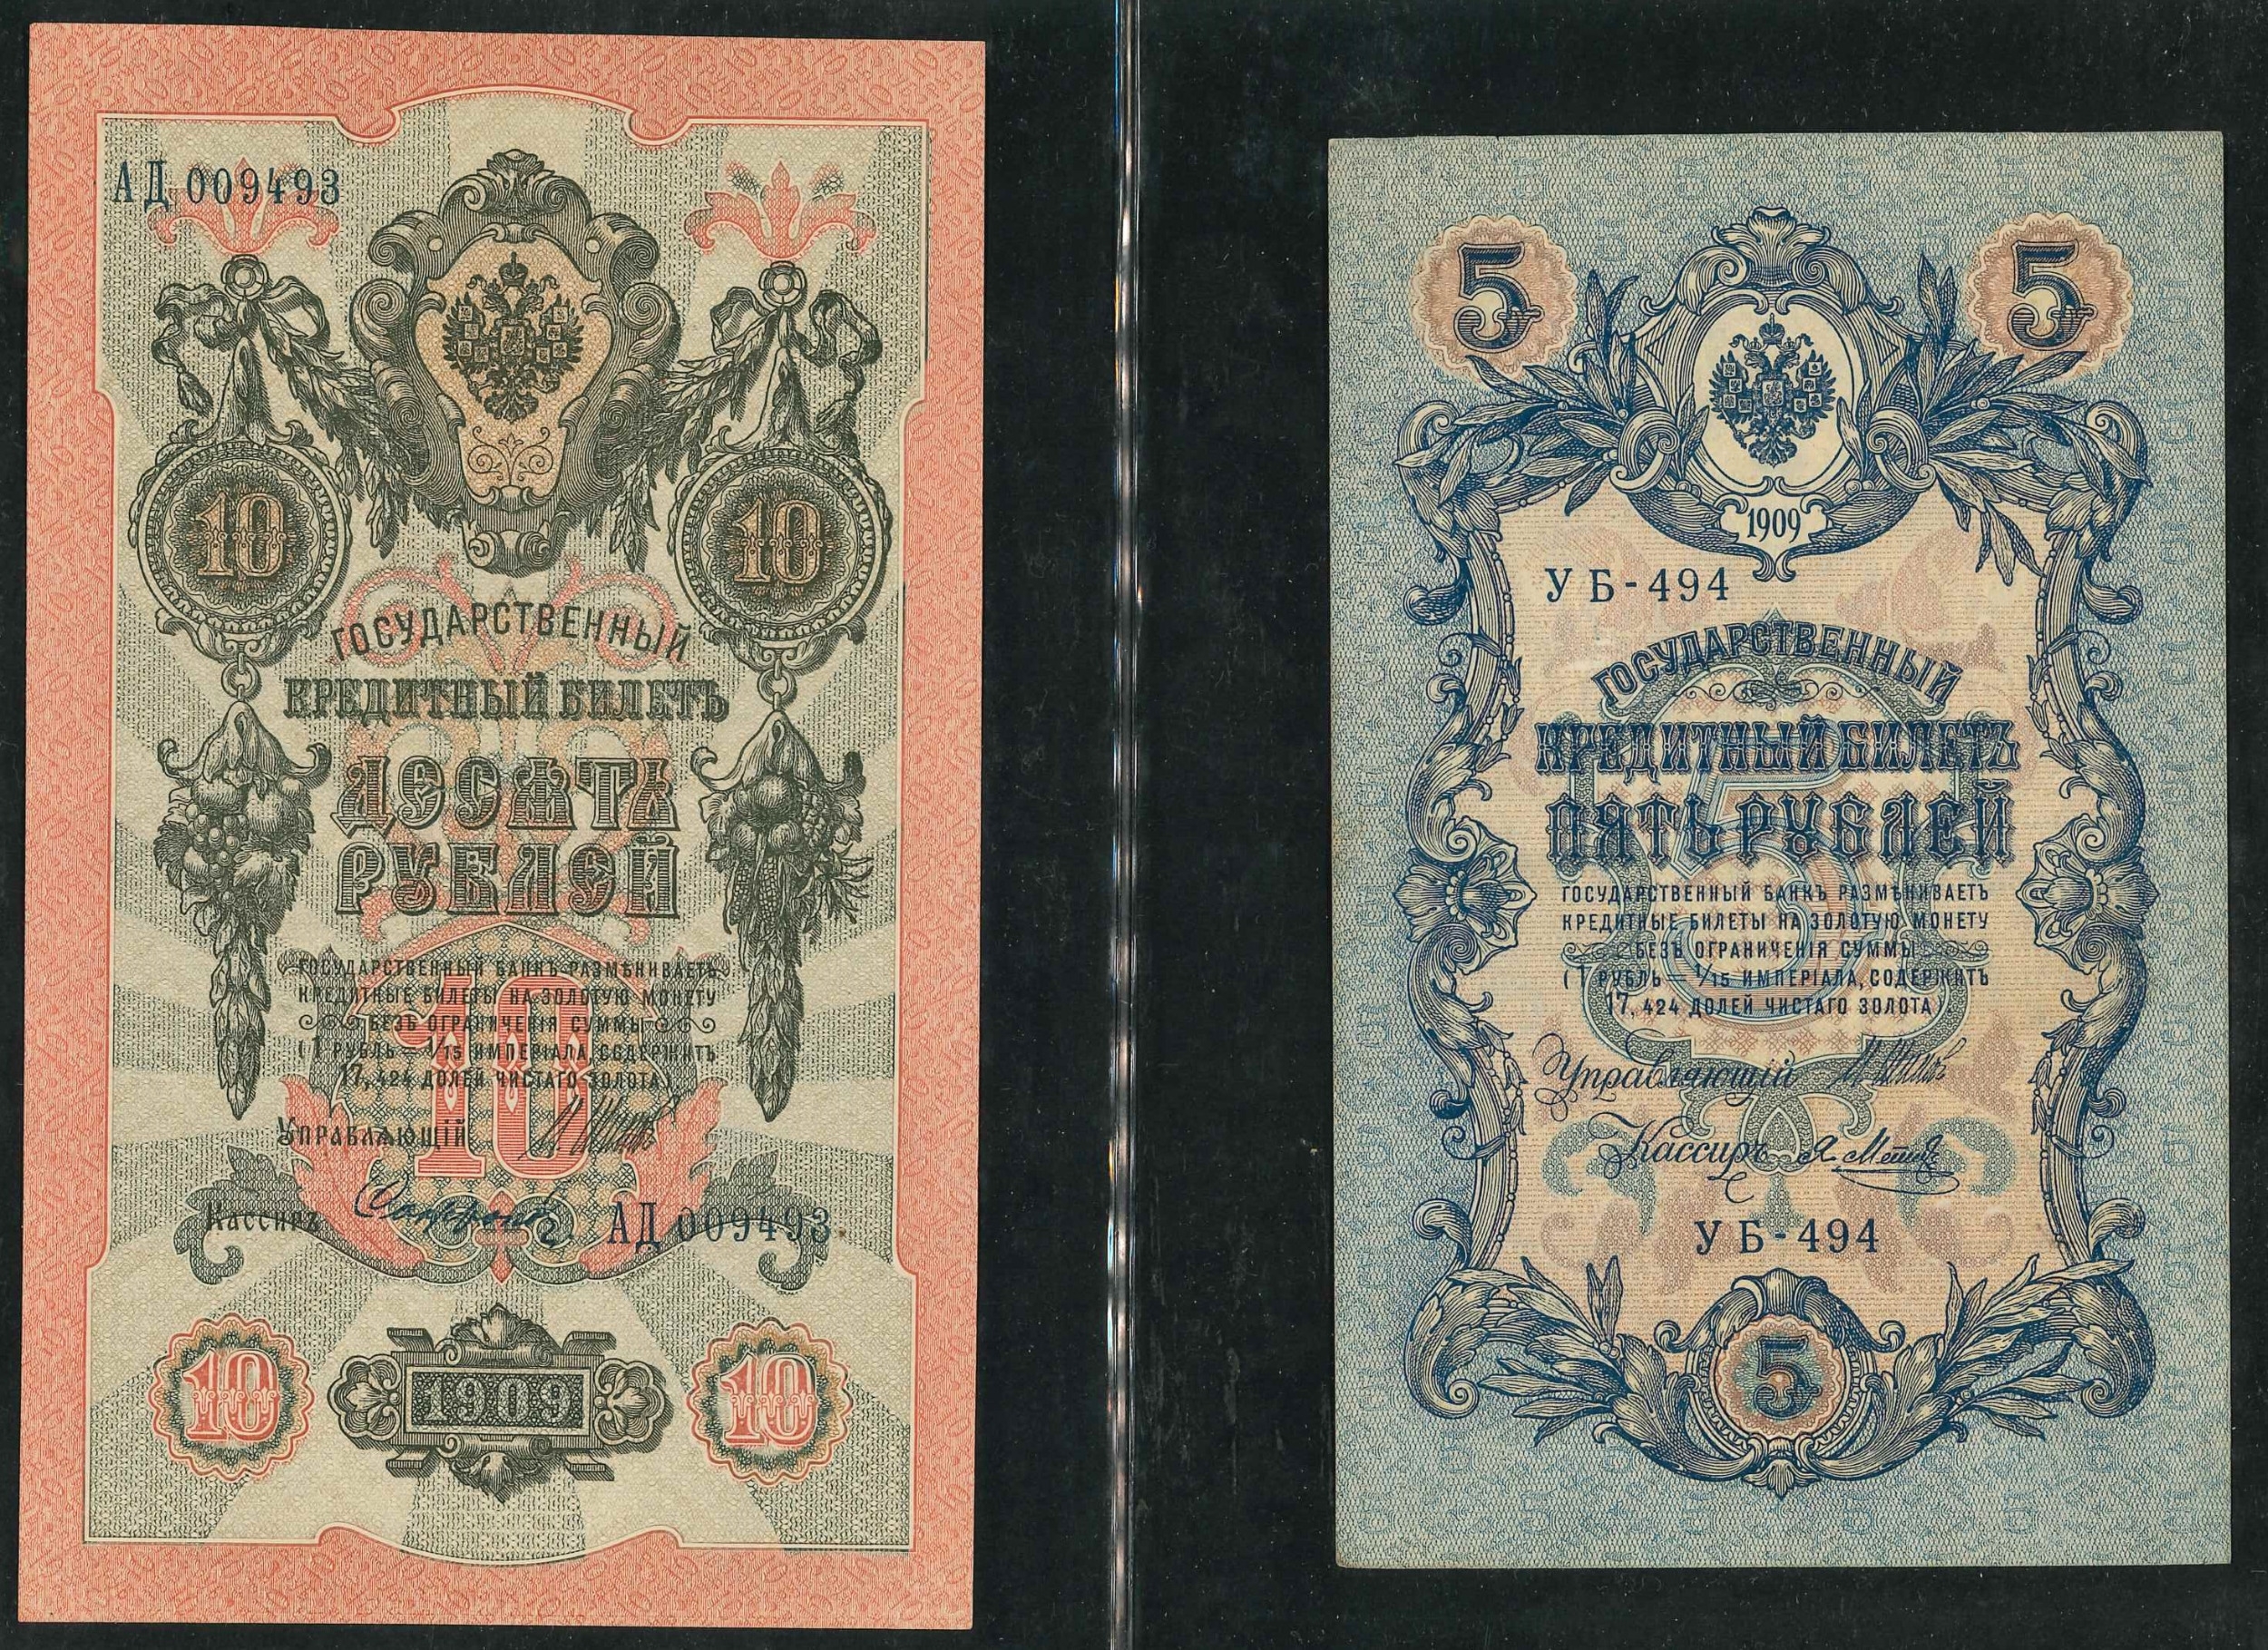 АД 009493
10 10
ГОСУДАРСТВЕННЫЙ
КРЕДИТНЫЙ БИЛЕТЪ
ДЕСЯТЬ
РУБЛЕЙ
ГОСУДАРСТВЕННЫЙ БАНКЪ РАЗМѢНИВАЕТЪ
КРЕДИТНЫЕ БИЛЕТЫ НА ЗОЛОТУЮ МОНЕТУ
БЕЗЪ ОГРАНИЧЕНІЯ СУММЫ
(1 РУБЛЬ = 1/15 ИМПЕРІАЛА, СОДЕРЖИТЪ
17,424 ДОЛЕЙ ЧИСТАГО ЗОЛОТА).
10
Управляющій
Кассиръ АД 009493
10 1909 10
5 5
1909
УБ-494
ГОСУДАРСТВЕННЫЙ
КРЕДИТНЫЙ БИЛЕТЪ
ПЯТЬ РУБЛЕЙ
ГОСУДАРСТВЕННЫЙ БАНКЪ РАЗМѢНИВАЕТЪ
КРЕДИТНЫЕ БИЛЕТЫ НА ЗОЛОТУЮ МОНЕТУ
БЕЗЪ ОГРАНИЧЕНІЯ СУММЫ
(1 РУБЛЬ = 1/15 ИМПЕРІАЛА, СОДЕРЖИТЪ
17,424 ДОЛЕЙ ЧИСТАГО ЗОЛОТА).
5
Управляющій
Кассиръ
УБ-494
5